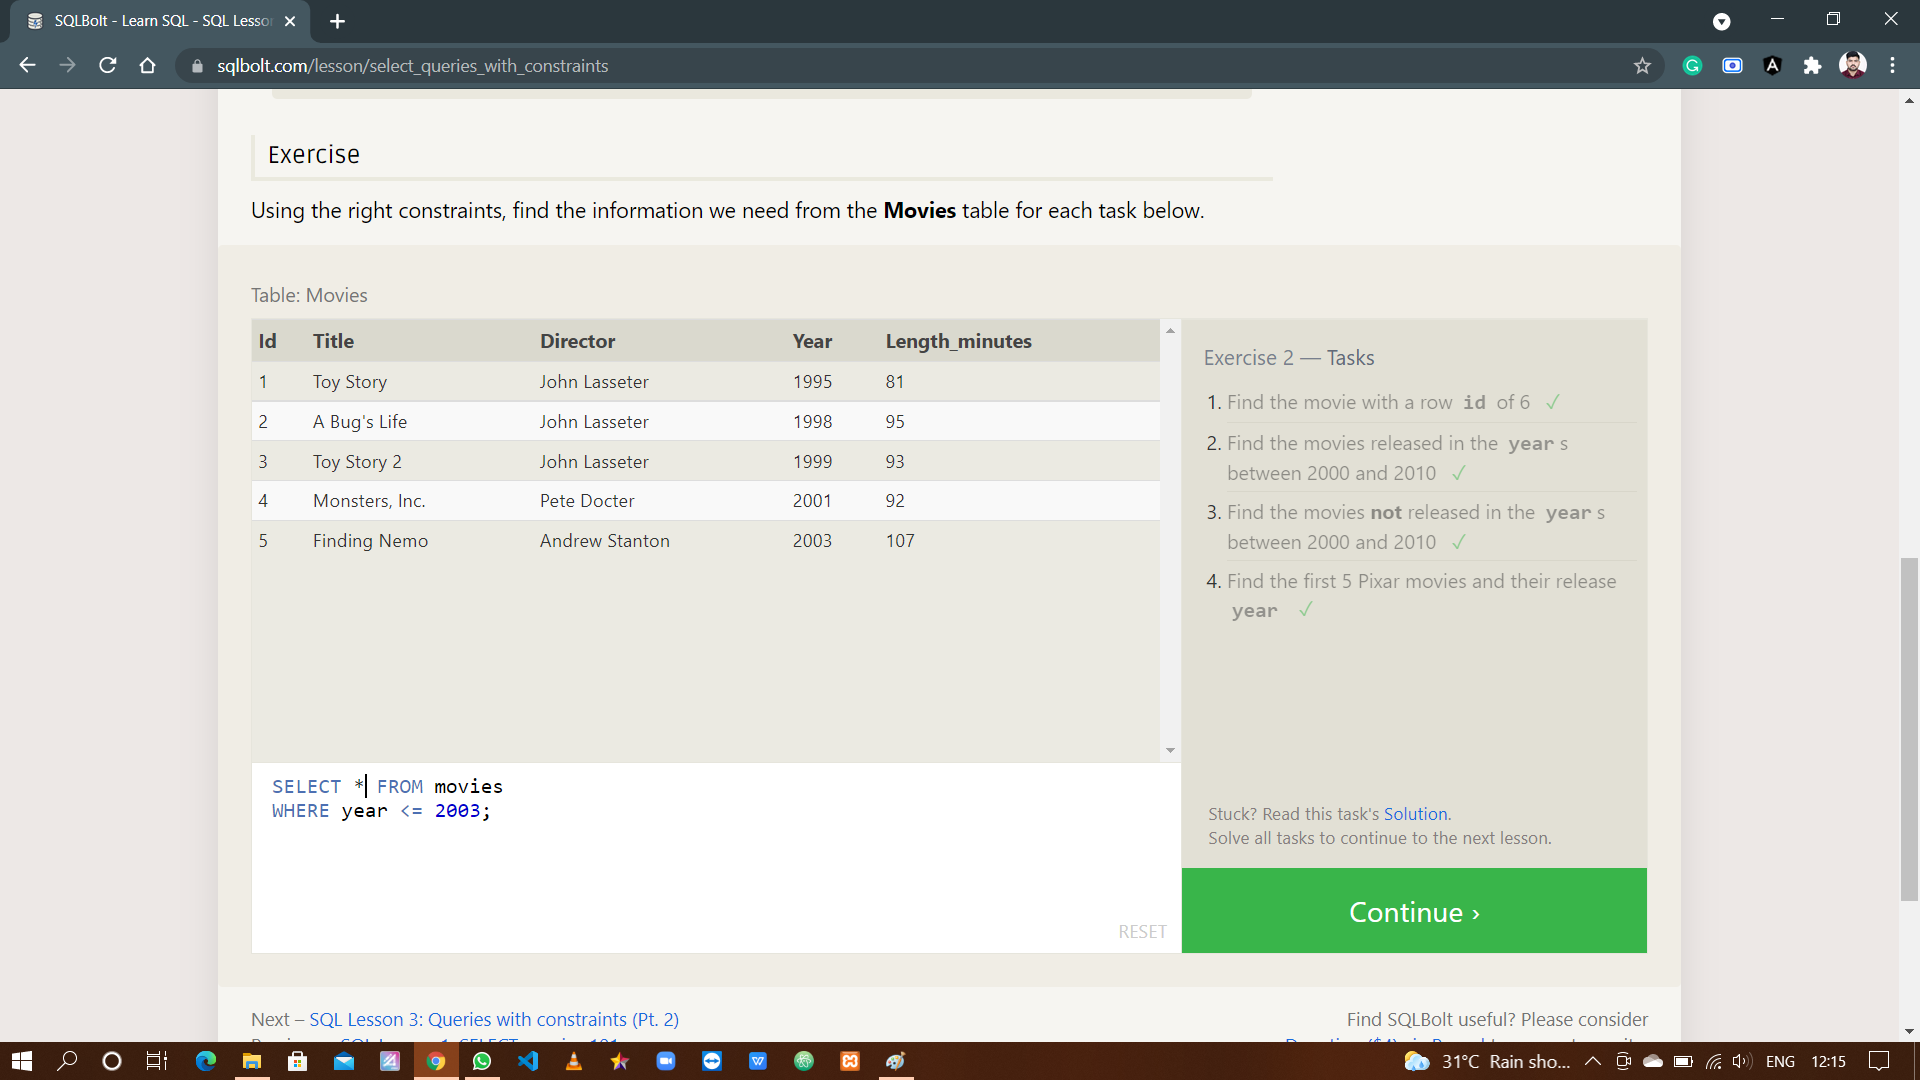 SQLBolt - Learn SQL - SQL Lesso
sqlbolt.com/lesson/select_queries_with_constraints
Exercise
Using the right constraints, find the information we need from the Movies table for each task below.
Table: Movies
Id Title Director Year Length_minutes
1 Toy Story John Lasseter 1995 81
2 A Bug's Life John Lasseter 1998 95
3 Toy Story 2 John Lasseter 1999 93
4 Monsters, Inc. Pete Docter 2001 92
5 Finding Nemo Andrew Stanton 2003 107
Exercise 2 — Tasks
1. Find the movie with a row id of 6 ✓
2. Find the movies released in the year s
between 2000 and 2010 ✓
3. Find the movies not released in the year s
between 2000 and 2010 ✓
4. Find the first 5 Pixar movies and their release
year ✓
SELECT * FROM movies
WHERE year <= 2003;
RESET
Stuck? Read this task's Solution.
Solve all tasks to continue to the next lesson.
Continue ›
Next – SQL Lesson 3: Queries with constraints (Pt. 2)
Find SQLBolt useful? Please consider
31°C Rain sho...
ENG
12:15